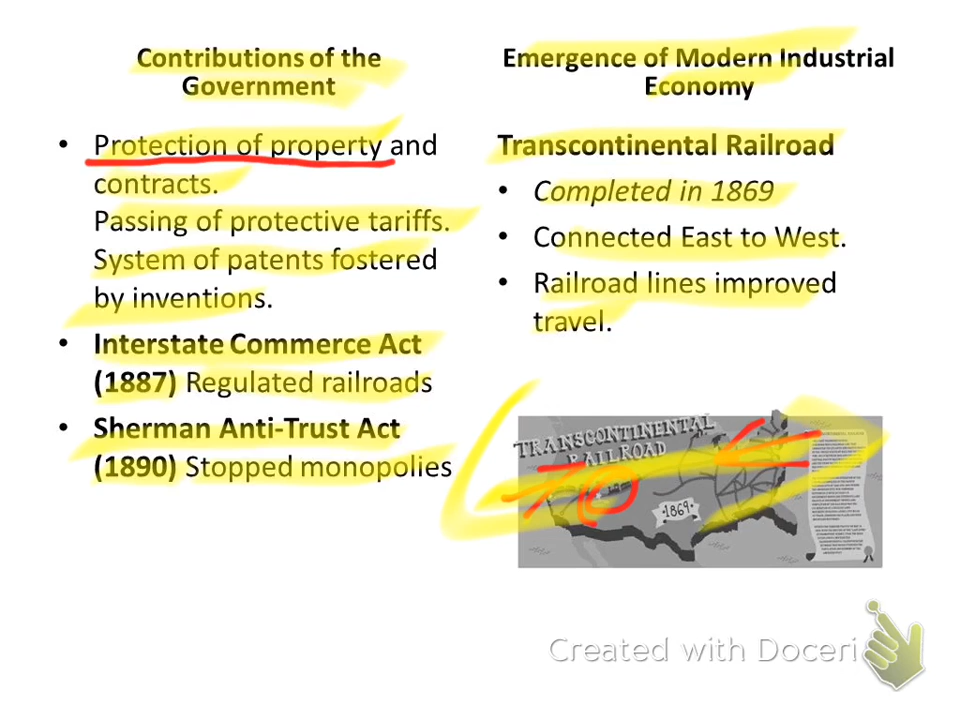 Contributions of the
Government
• Protection of property and
contracts.
Passing of protective tariffs.
System of patents fostered
by inventions.
• Interstate Commerce Act
(1887) Regulated railroads
• Sherman Anti-Trust Act
(1890) Stopped monopolies
Emergence of Modern Industrial
Economy
Transcontinental Railroad
• Completed in 1869
• Connected East to West.
• Railroad lines improved
travel.
TRANSCONTINENTAL
RAILROAD
·1869·
Created with Doceri